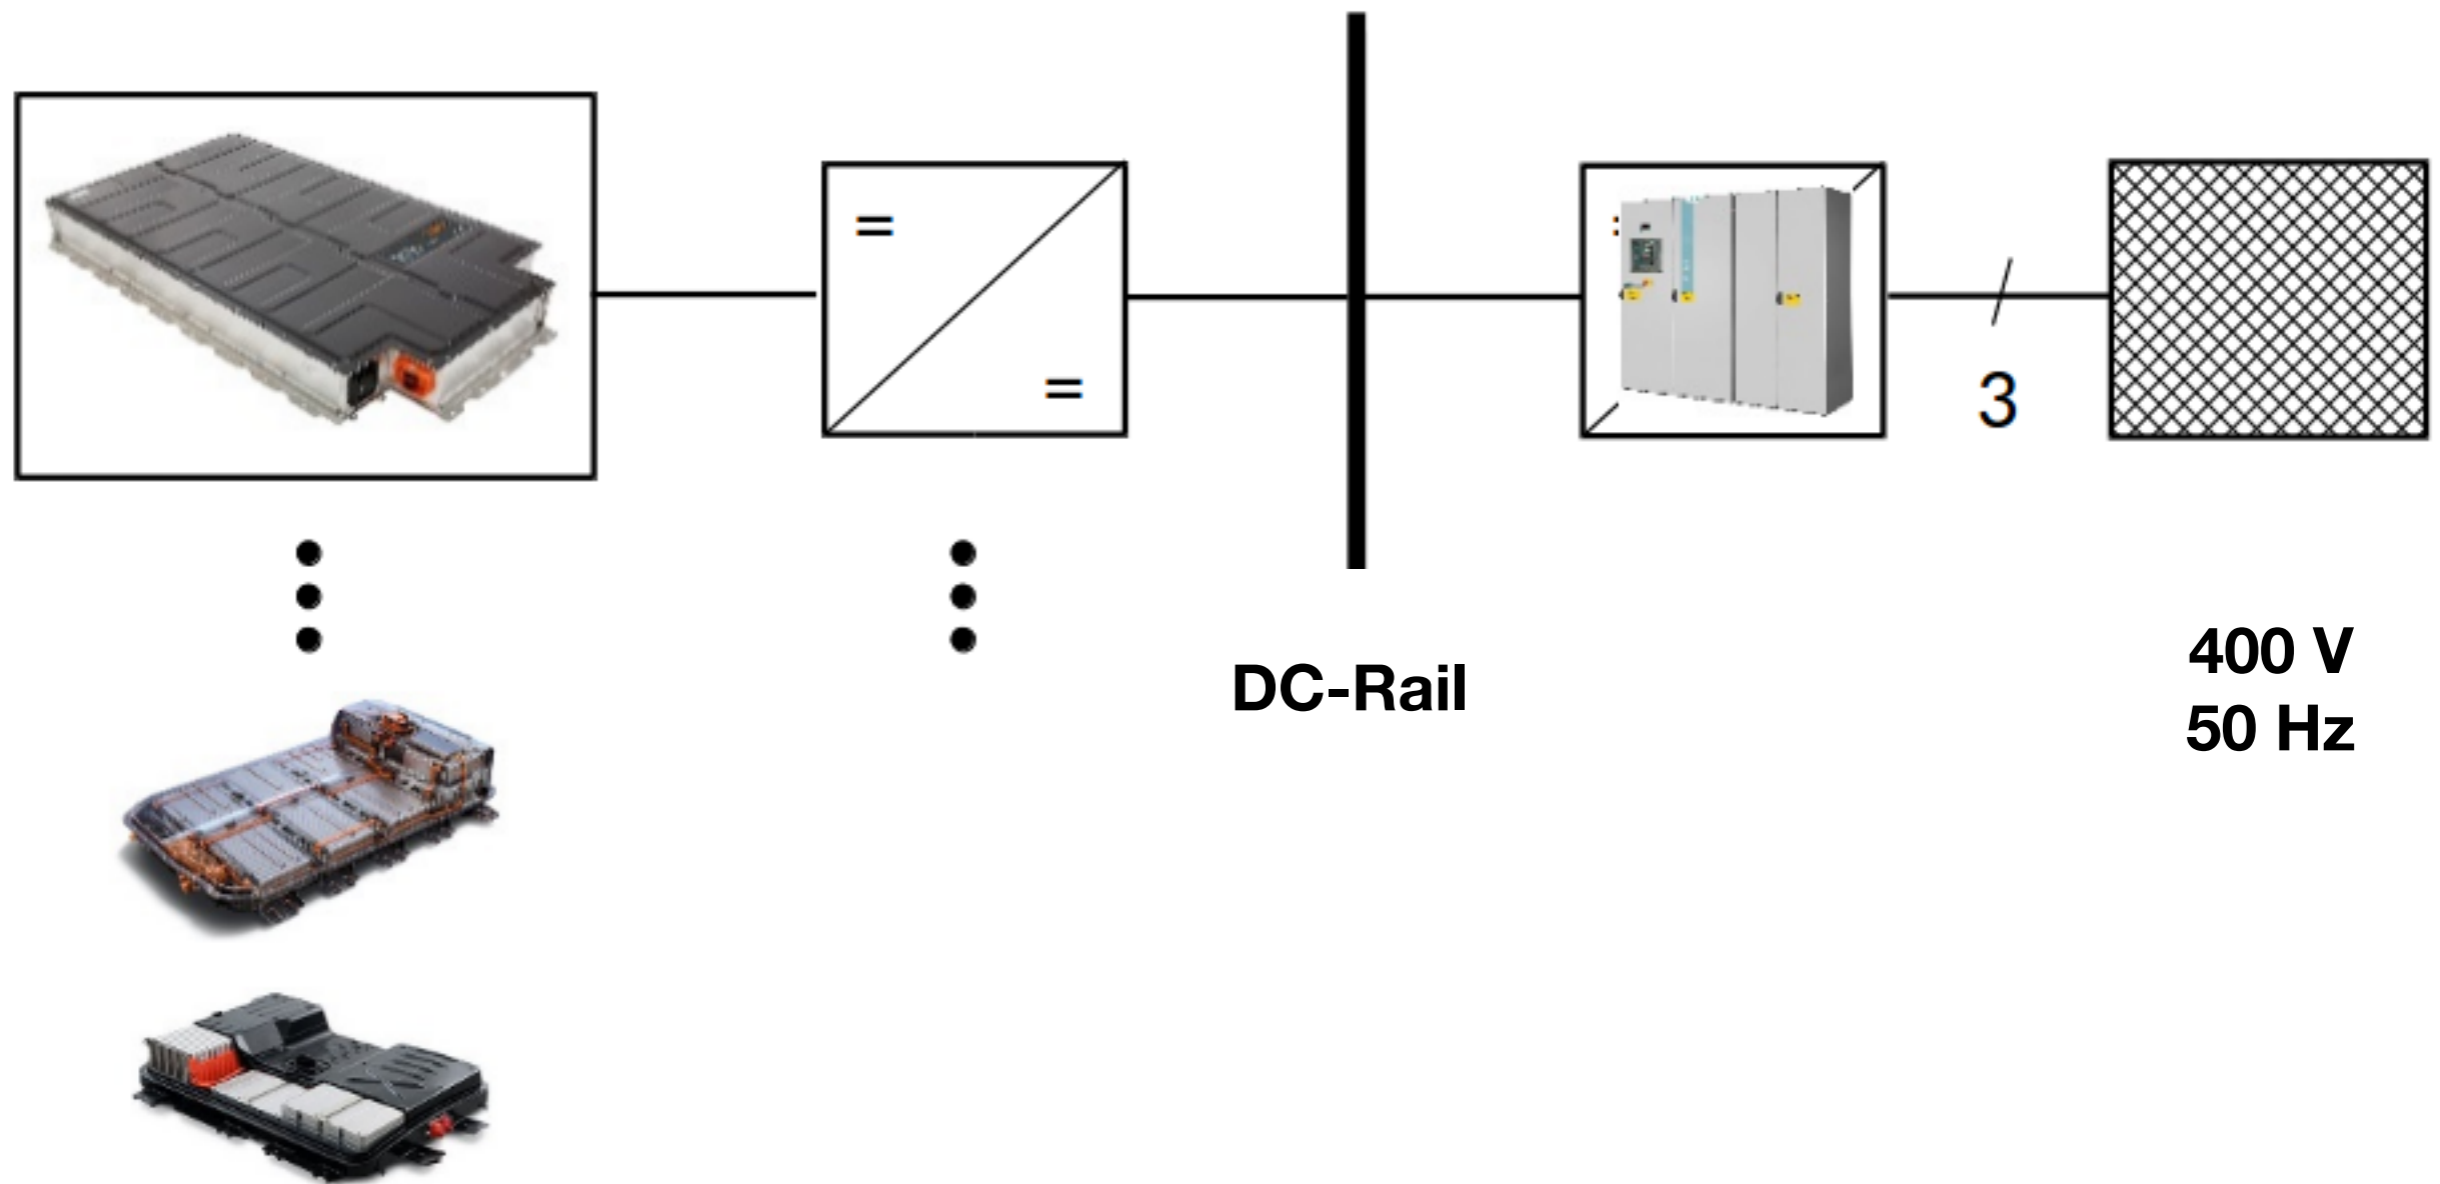 =
=
3
DC-Rail
400 V
50 Hz